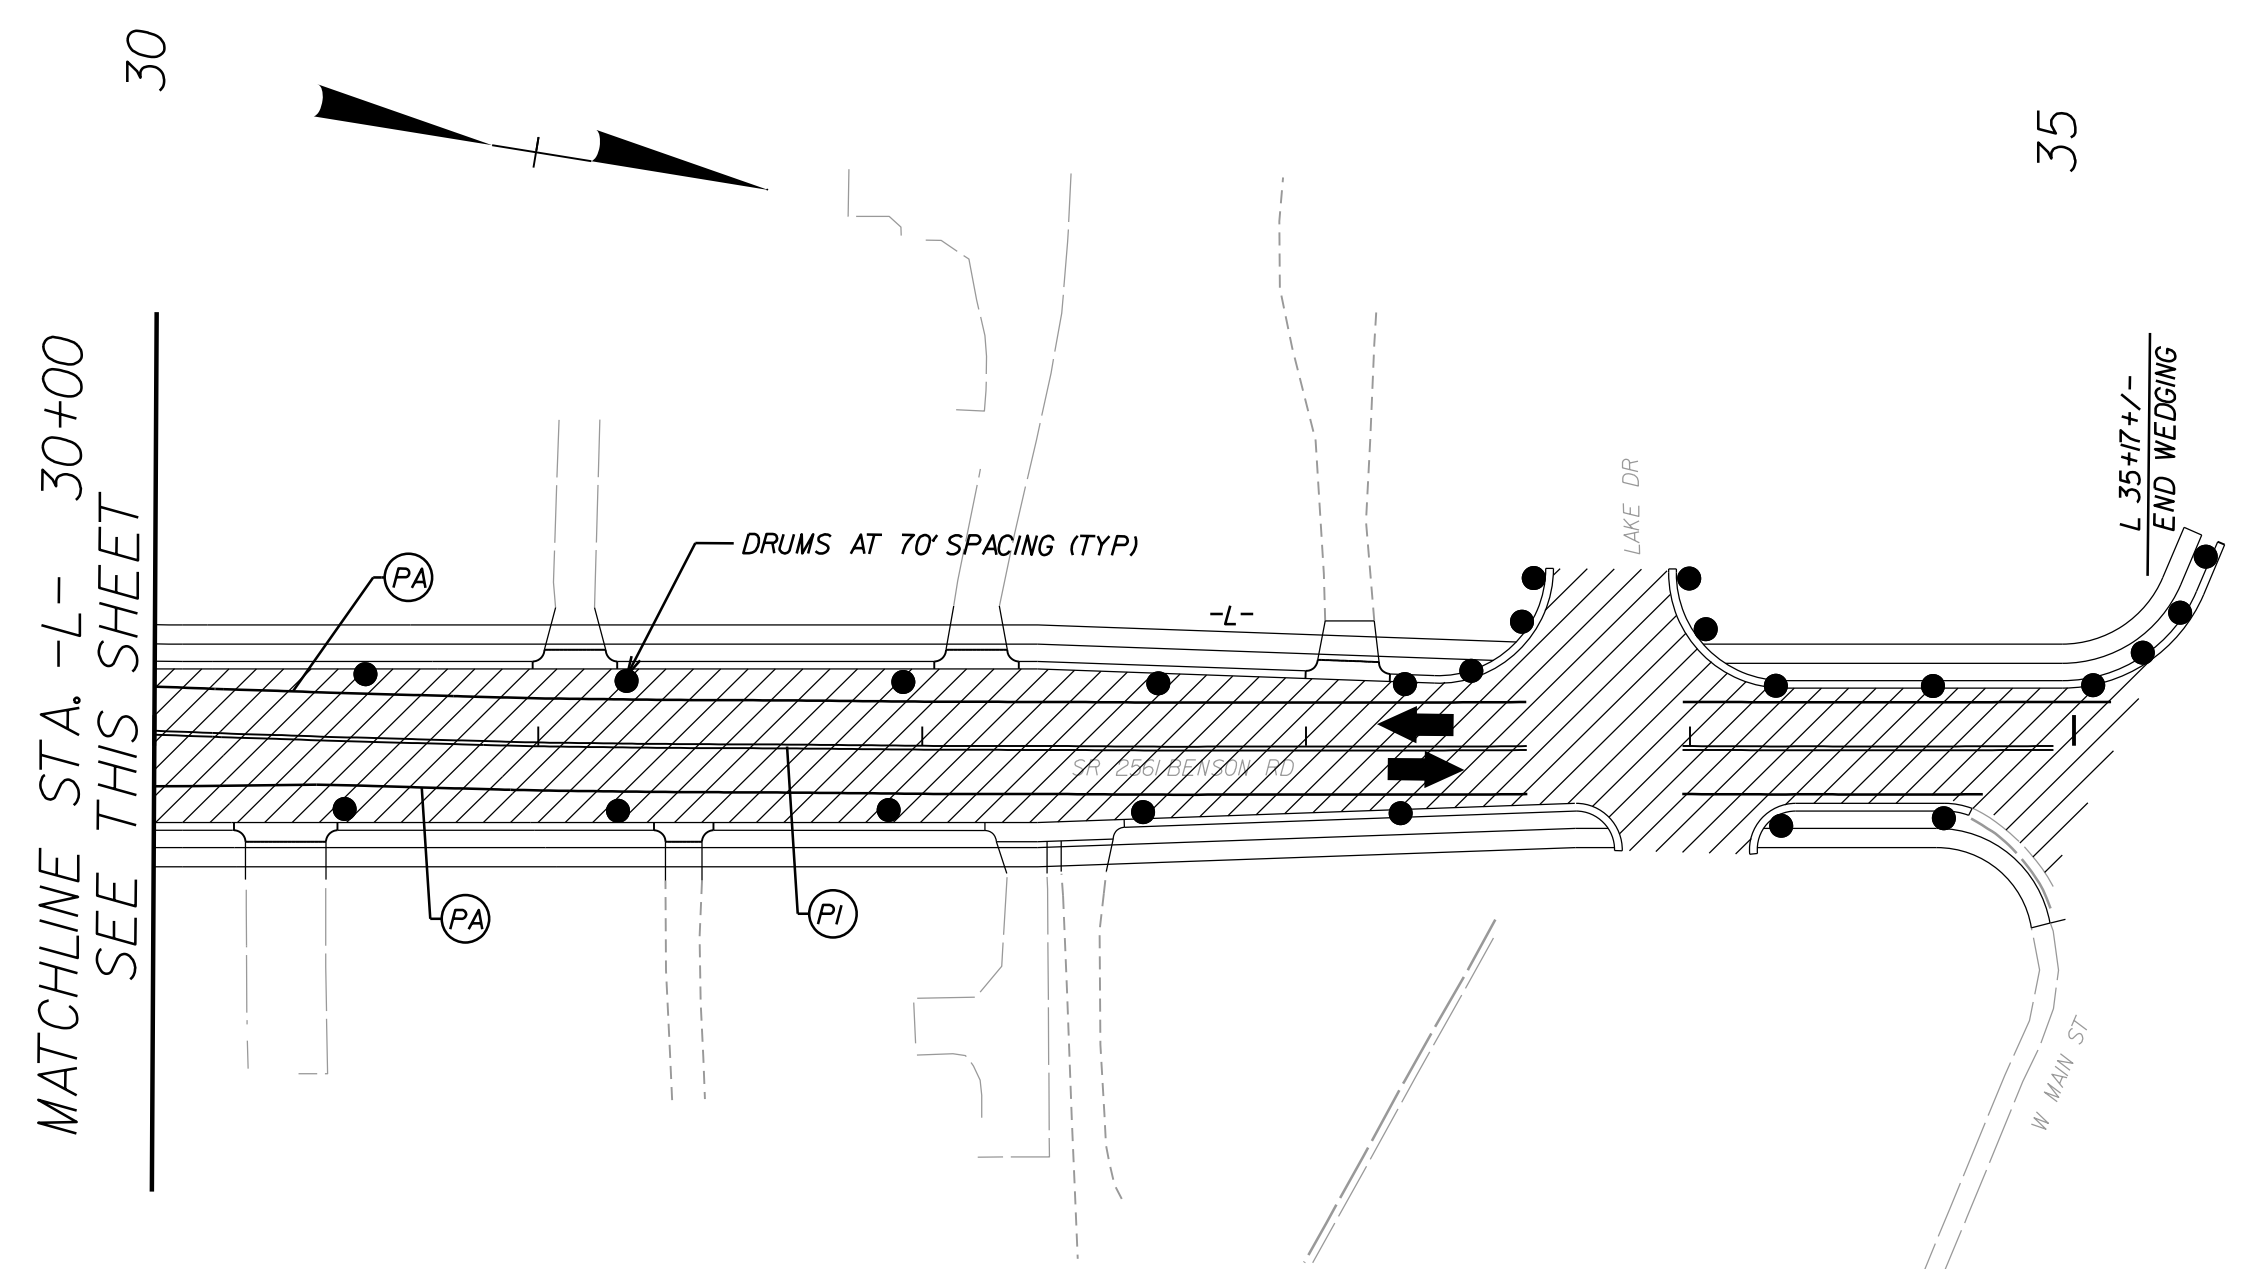 30
35
MATCHLINE STA. -L- 30+00
SEE THIS SHEET
L 35+17+/-
END WEDGING
LAKE DR
DRUMS AT 70' SPACING (TYP)
PA
-L-
SR 2561 BENSON RD
PA
PI
W MAIN ST